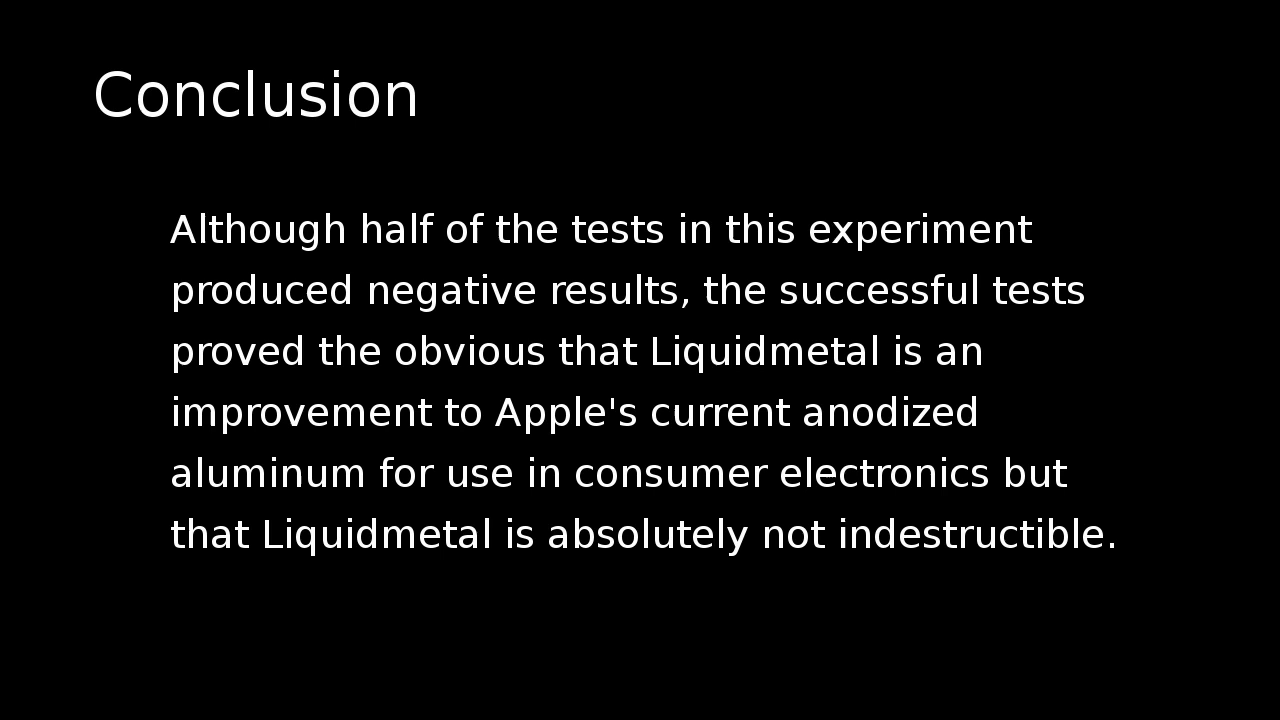 Conclusion
Although half of the tests in this experiment
produced negative results, the successful tests
proved the obvious that Liquidmetal is an
improvement to Apple's current anodized
aluminum for use in consumer electronics but
that Liquidmetal is absolutely not indestructible.